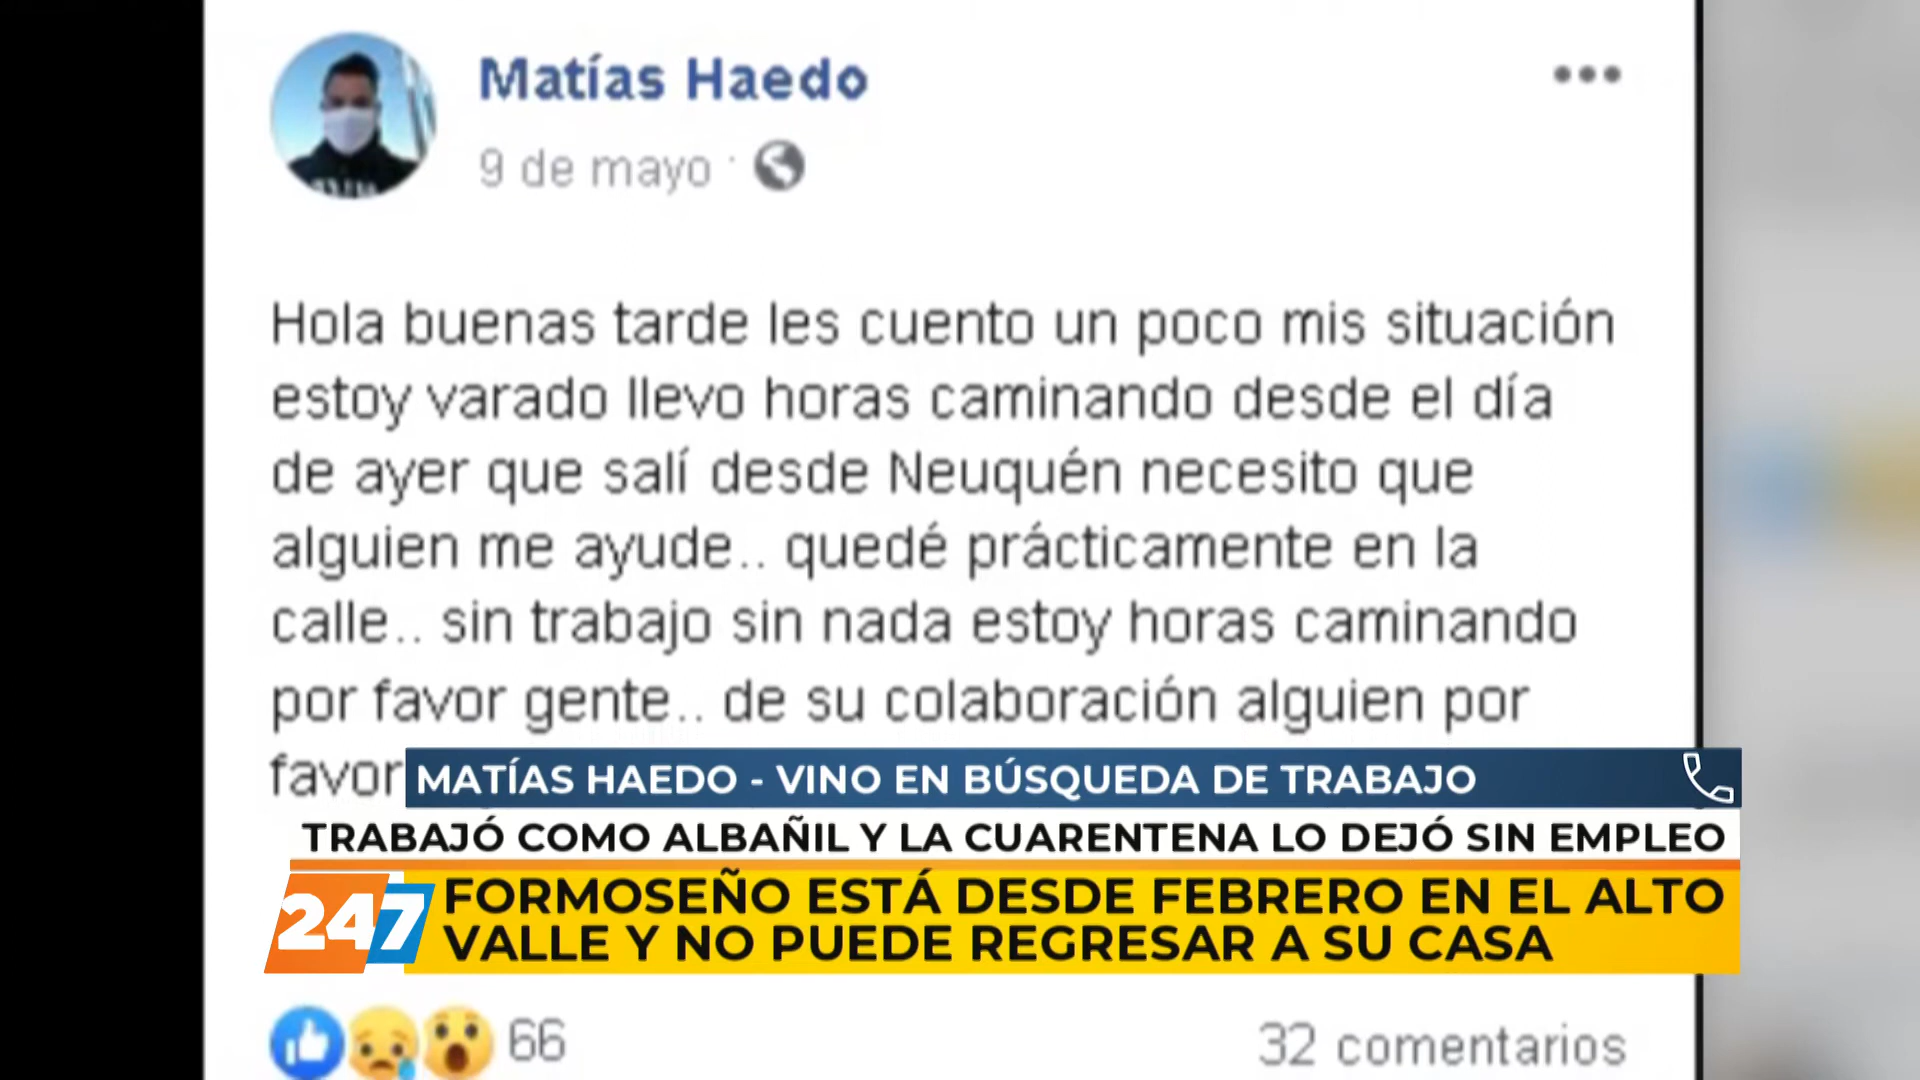 Matías Haedo
9 de mayo ·
Hola buenas tarde les cuento un poco mis situación
estoy varado llevo horas caminando desde el día
de ayer que salí desde Neuquén necesito que
alguien me ayude.. quedé prácticamente en la
calle.. sin trabajo sin nada estoy horas caminando
por favor gente.. de su colaboración alguien por
favor
MATÍAS HAEDO - VINO EN BÚSQUEDA DE TRABAJO
TRABAJÓ COMO ALBAÑIL Y LA CUARENTENA LO DEJÓ SIN EMPLEO
247
FORMOSEÑO ESTÁ DESDE FEBRERO EN EL ALTO
VALLE Y NO PUEDE REGRESAR A SU CASA
66
32 comentarios